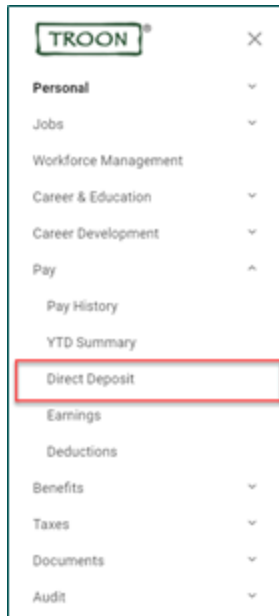 TROON®
Personal
Jobs
Workforce Management
Career & Education
Career Development
Pay
Pay History
YTD Summary
Direct Deposit
Earnings
Deductions
Benefits
Taxes
Documents
Audit